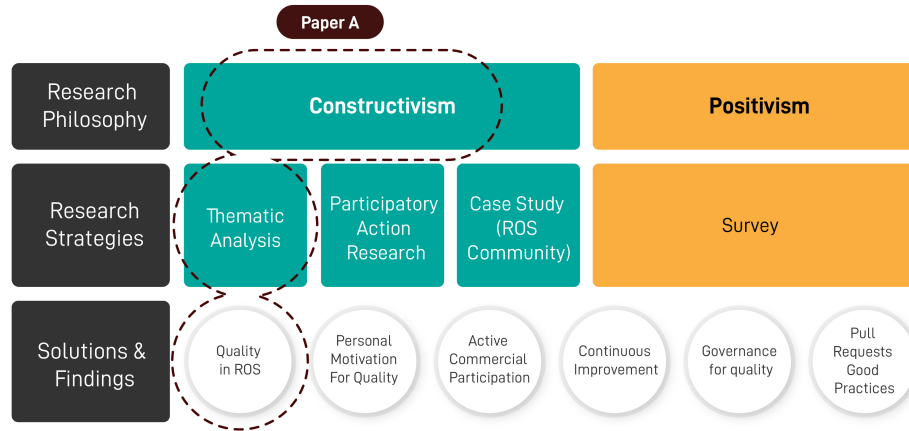 Paper A
Research
Philosophy
Constructivism
Positivism
Research
Strategies
Thematic
Analysis
Participatory
Action
Research
Case Study
(ROS
Community)
Survey
Solutions &
Findings
Quality
in ROS
Personal
Motivation
For Quality
Active
Commercial
Participation
Continuous
Improvement
Governance
for quality
Pull
Requests
Good
Practices